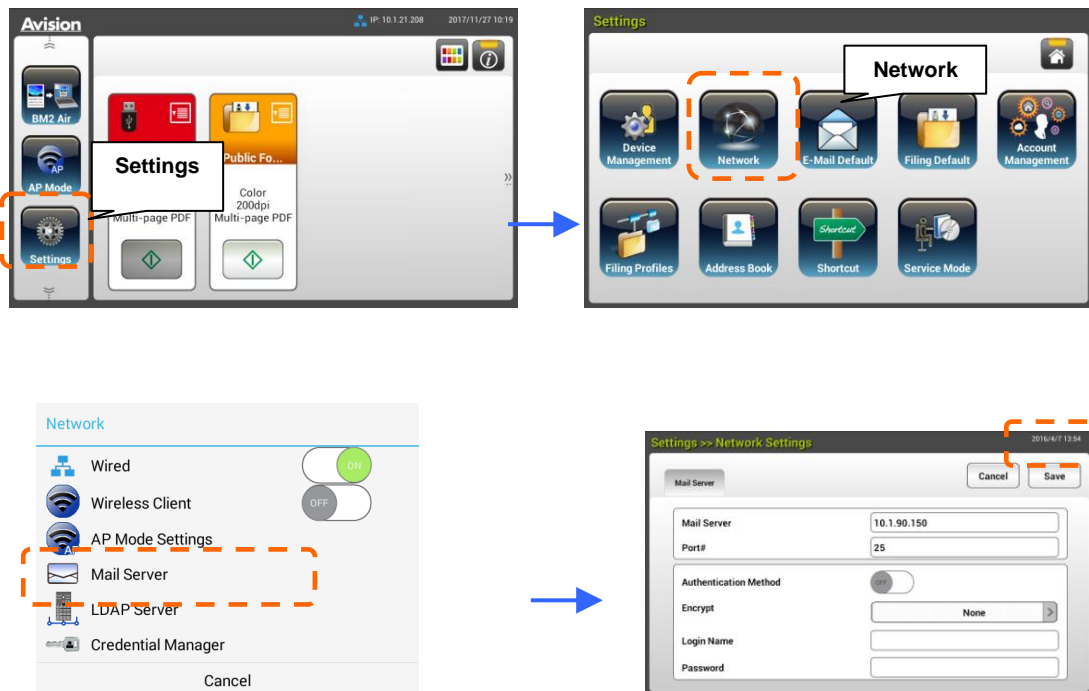 Avision
IP: 10.1.21.208 2017/11/27 10:19
BM2 Air
AP
AP Mode
Settings
Settings
Public Fo...
Color
200dpi
Multi-page PDF
Multi-page PDF
Settings
Network
Device
Management
Network
E-Mail Default
Filing Default
Account
Management
Filing Profiles
Address Book
Shortcut
Shortcut
Service Mode
Network
Wired ON
Wireless Client OFF
AP Mode Settings
Mail Server
LDAP Server
Credential Manager
Cancel
Settings >> Network Settings 2016/4/7 13:54
Mail Server Cancel Save
Mail Server 10.1.90.150
Port# 25
Authentication Method OFF
Encrypt None >
Login Name
Password